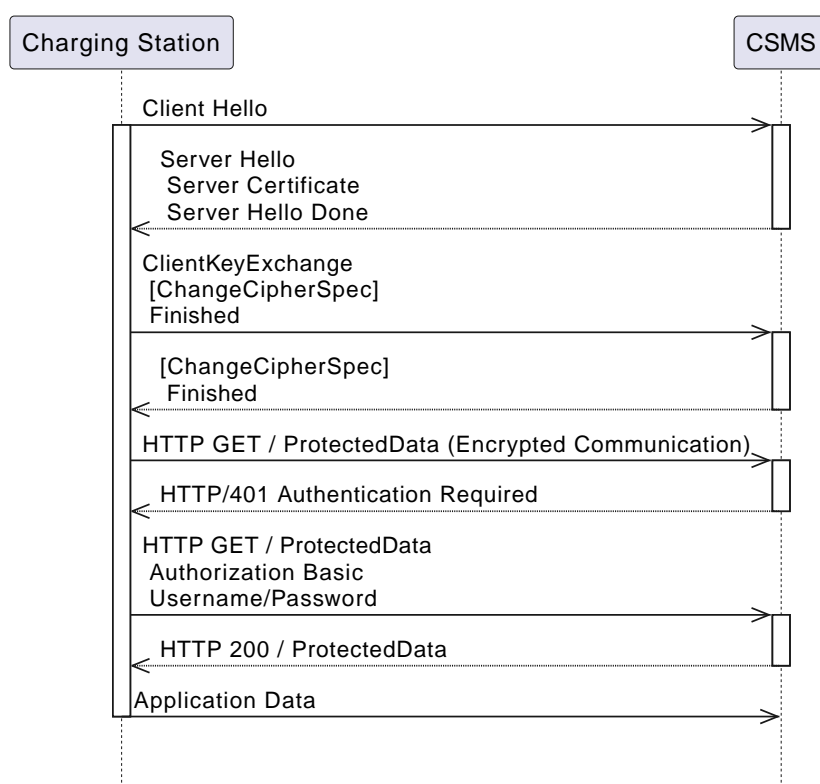 Charging Station
CSMS
Client Hello
Server Hello
Server Certificate
Server Hello Done
ClientKeyExchange
[ChangeCipherSpec]
Finished
[ChangeCipherSpec]
Finished
HTTP GET / ProtectedData (Encrypted Communication)
HTTP/401 Authentication Required
HTTP GET / ProtectedData
Authorization Basic
Username/Password
HTTP 200 / ProtectedData
Application Data